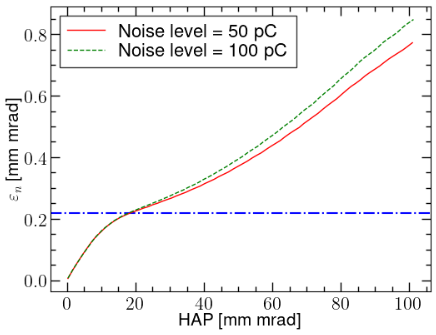 Noise level = 50 pC
Noise level = 100 pC
0.8
0.6
0.4
0.2
0.0
εn [mm mrad]
0 20 40 60 80 100
HAP [mm mrad]